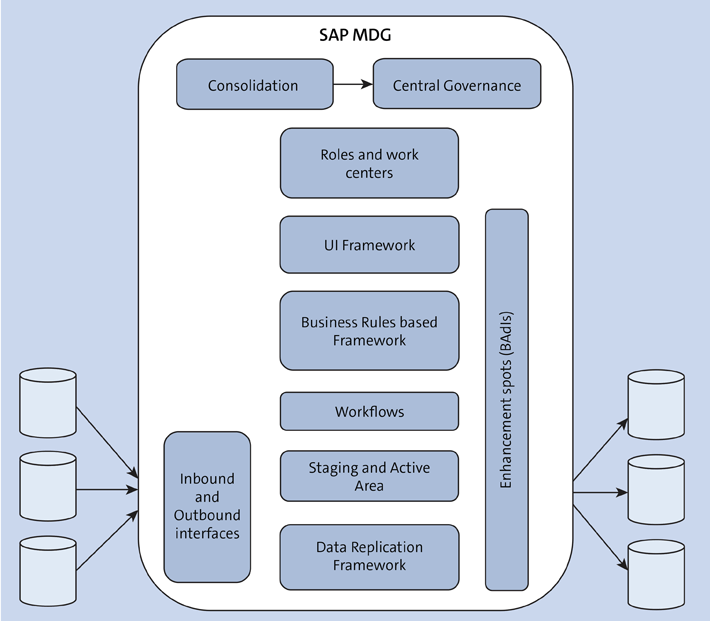 SAP MDG
Consolidation
Central Governance
Roles and work
centers
UI Framework
Business Rules based
Framework
Workflows
Staging and Active
Area
Data Replication
Framework
Inbound
and
Outbound
interfaces
Enhancement spots (BAdIs)